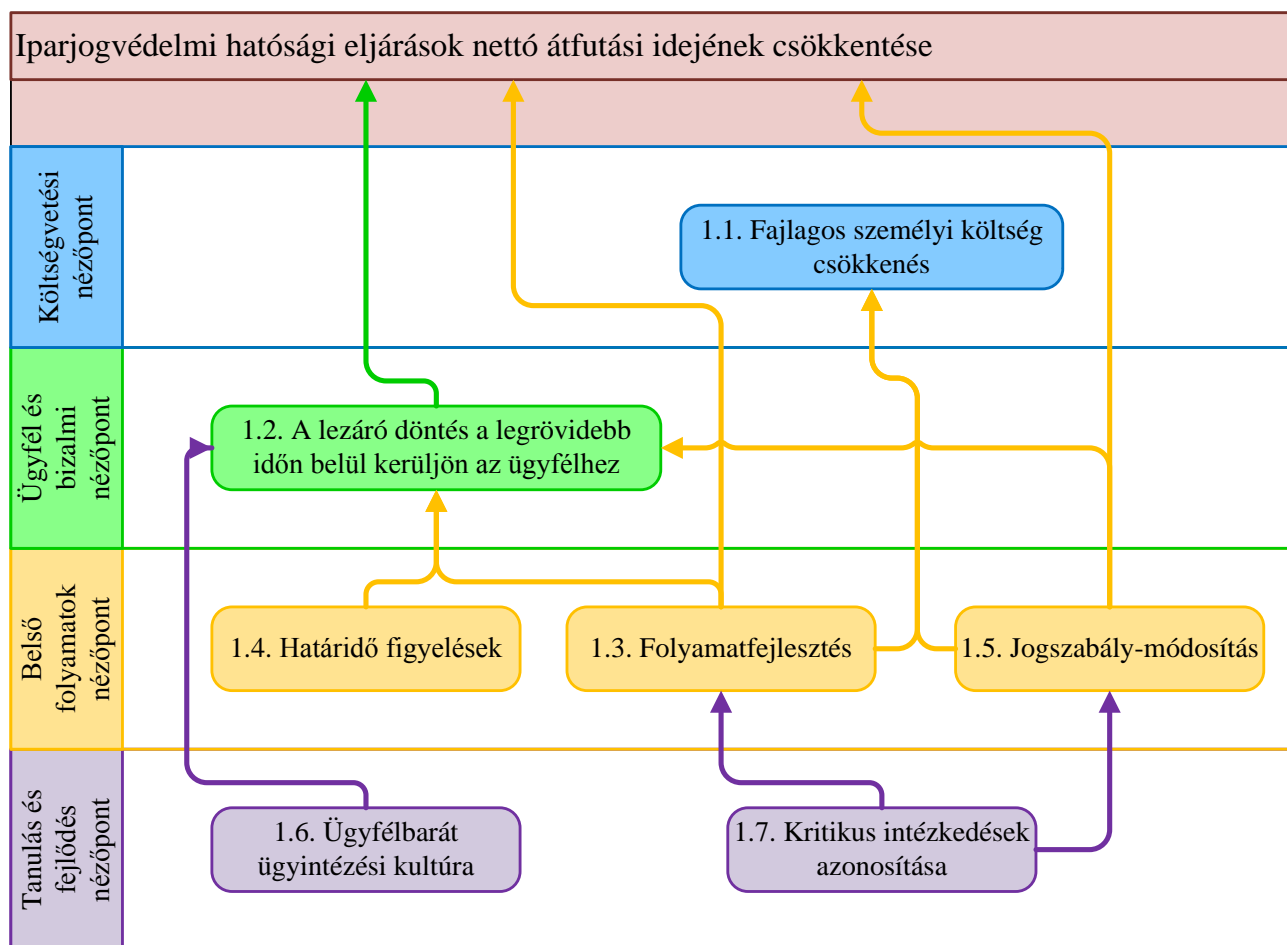 Iparjogvédelmi hatósági eljárások nettó átfutási idejének csökkentése
Költségvetési
nézőpont
1.1. Fajlagos személyi költség
csökkenés
Ügyfél és
bizalmi
nézőpont
1.2. A lezáró döntés a legrövidebb
időn belül kerüljön az ügyfélhez
Belső
folyamatok
nézőpont
1.4. Határidő figyelések
1.3. Folyamatfejlesztés
1.5. Jogszabály-módosítás
Tanulás és
fejlődés
nézőpont
1.6. Ügyfélbarát
ügyintézési kultúra
1.7. Kritikus intézkedések
azonosítása